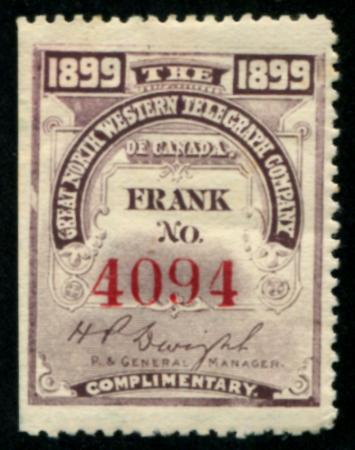 1899 THE 1899
GREAT NORTH WESTERN TELEGRAPH COMPANY
OF CANADA.
FRANK
No.
4094
H P Dwight
P. & GENERAL MANAGER.
COMPLIMENTARY.